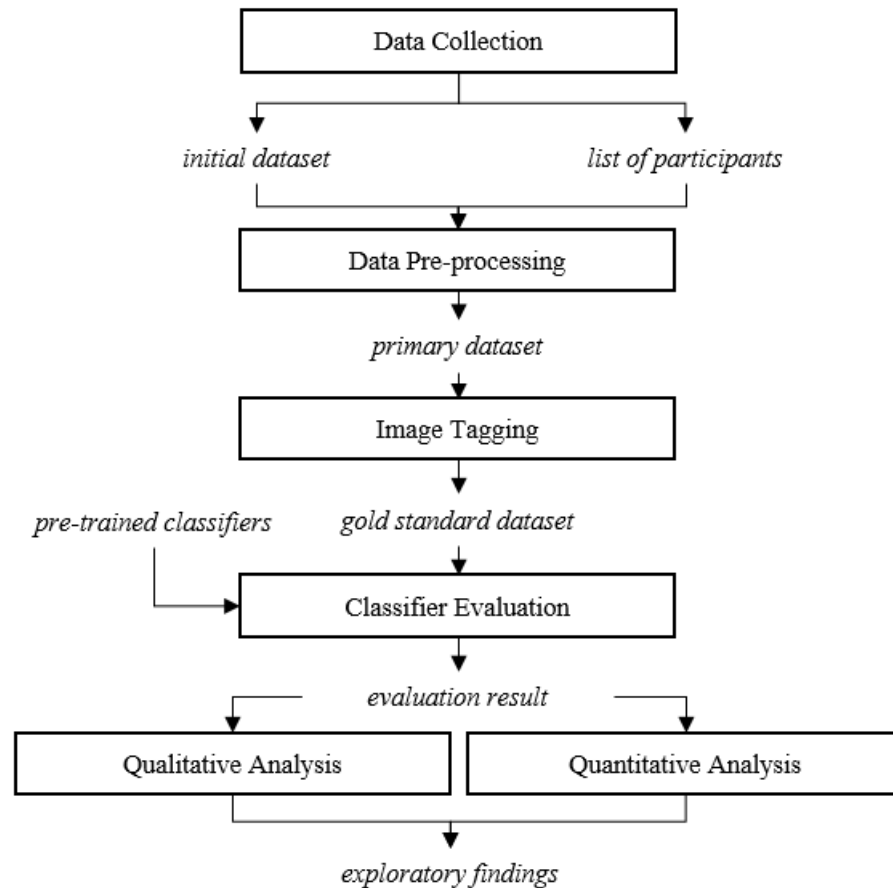 Data Collection
initial dataset
list of participants
Data Pre-processing
primary dataset
Image Tagging
pre-trained classifiers
gold standard dataset
Classifier Evaluation
evaluation result
Qualitative Analysis
Quantitative Analysis
exploratory findings